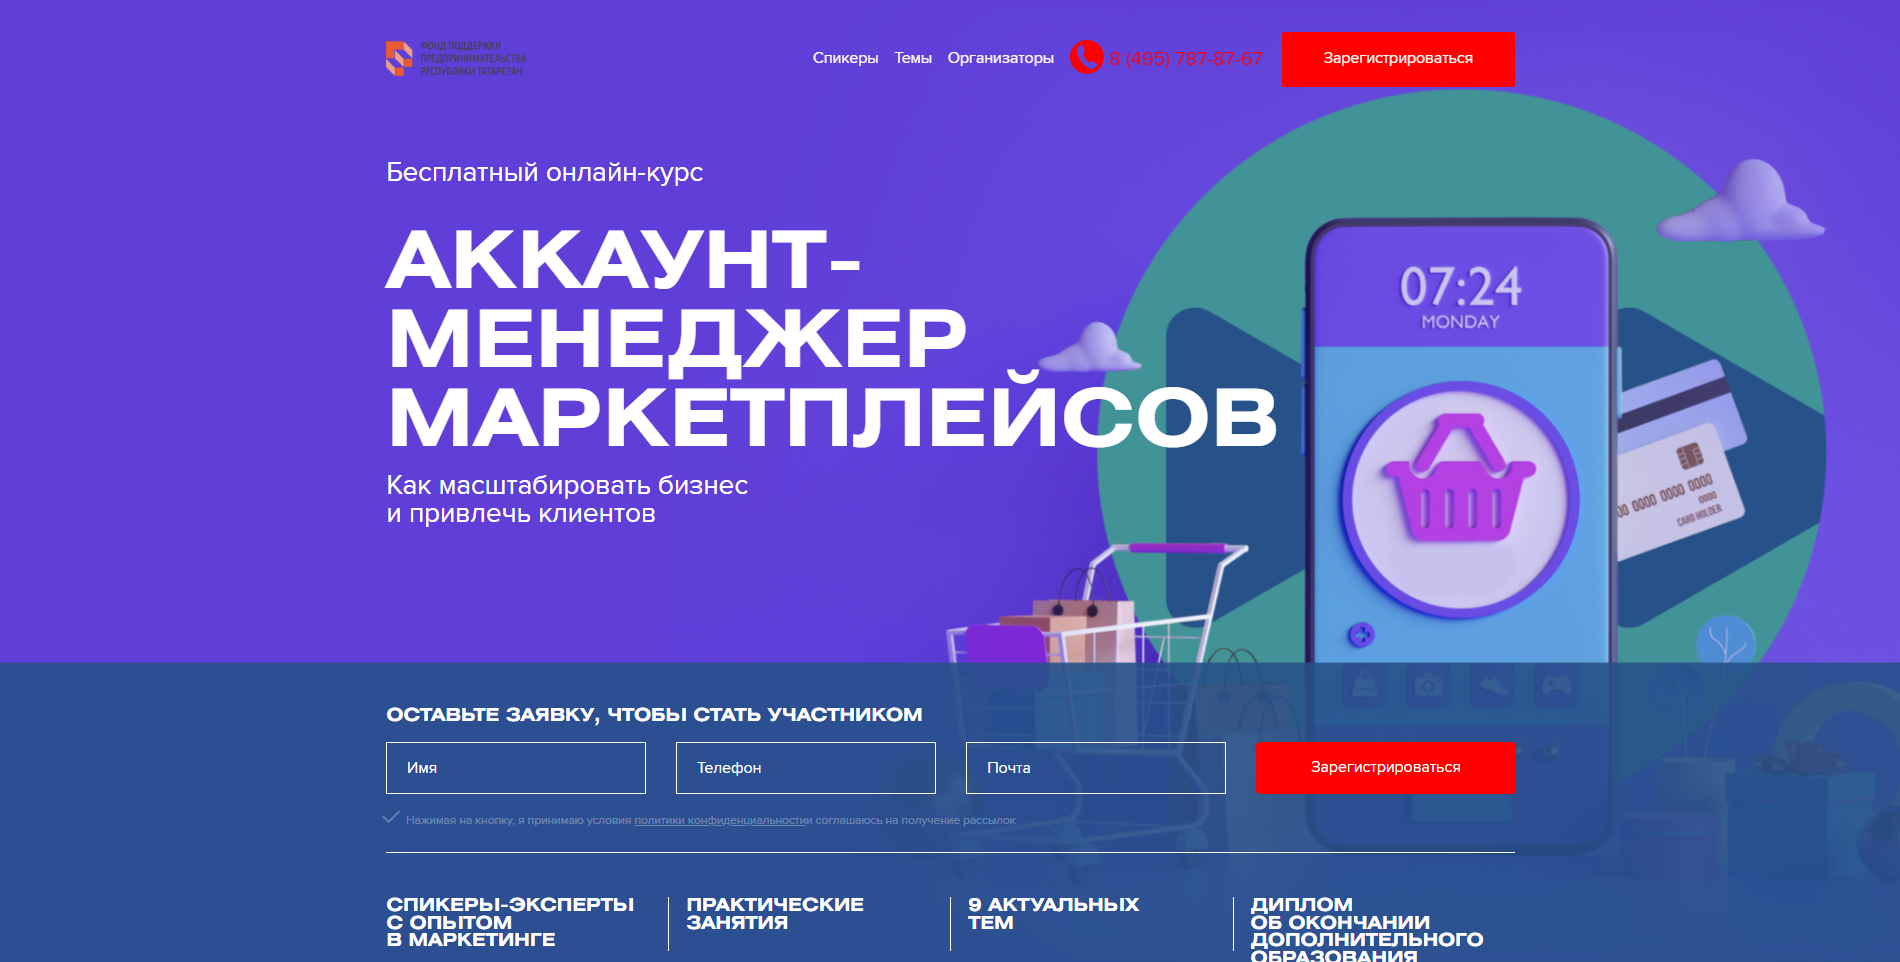 ФОНД ПОДДЕРЖКИ
ПРЕДПРИНИМАТЕЛЬСТВА
РЕСПУБЛИКИ ТАТАРСТАН
Спикеры Темы Организаторы 8 (495) 787-87-67 Зарегистрироваться
Бесплатный онлайн-курс
АККАУНТ-
МЕНЕДЖЕР
МАРКЕТПЛЕЙСОВ
Как масштабировать бизнес
и привлечь клиентов
07:24
MONDAY
00 0000 0000 0000
0000
CARD HOLDER
ОСТАВЬТЕ ЗАЯВКУ, ЧТОБЫ СТАТЬ УЧАСТНИКОМ
Имя Телефон Почта Зарегистрироваться
Нажимая на кнопку, я принимаю условия политики конфиденциальностии соглашаюсь на получение рассылок
СПИКЕРЫ-ЭКСПЕРТЫ
С ОПЫТОМ
В МАРКЕТИНГЕ
ПРАКТИЧЕСКИЕ
ЗАНЯТИЯ
9 АКТУАЛЬНЫХ
ТЕМ
ДИПЛОМ
ОБ ОКОНЧАНИИ
ДОПОЛНИТЕЛЬНОГО
ОБРАЗОВАНИЯ